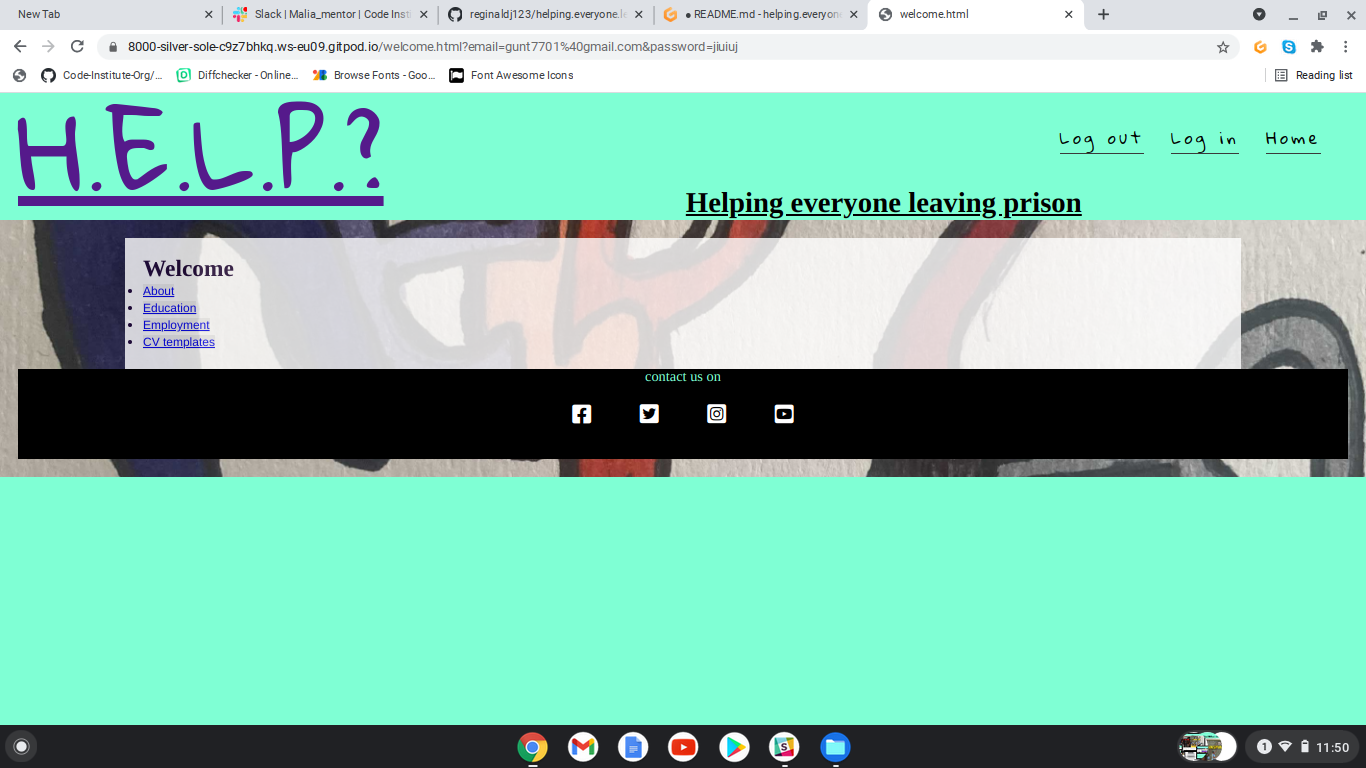 New Tab
Slack | Malia_mentor | Code Insti
reginaldj123/helping.everyone.le
● README.md - helping.everyone
welcome.html
8000-silver-sole-c9z7bhkq.ws-eu09.gitpod.io/welcome.html?email=gunt7701%40gmail.com&password=jiuiuj
Code-Institute-Org/...
Diffchecker - Online...
Browse Fonts - Goo...
Font Awesome Icons
Reading list
H.E.L.P.?
Log out
Log in
Home
Helping everyone leaving prison
Welcome
• About
• Education
• Employment
• CV templates
contact us on
1
11:50